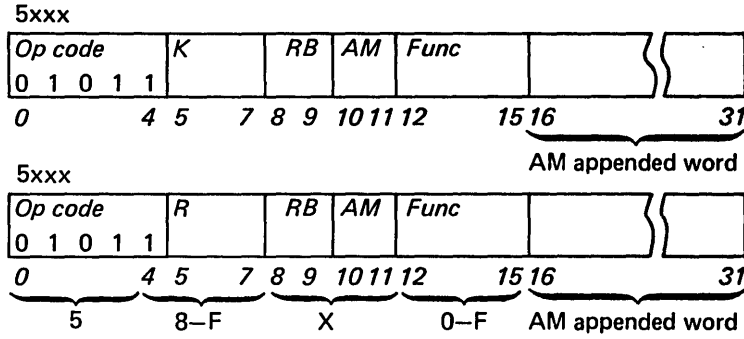 5xxx
Op code K RB AM Func
0 1 0 1 1
0 4 5 7 8 9 10 11 12 15 16 31
AM appended word
5xxx
Op code R RB AM Func
0 1 0 1 1
0 4 5 7 8 9 10 11 12 15 16 31
5 8–F X 0–F AM appended word